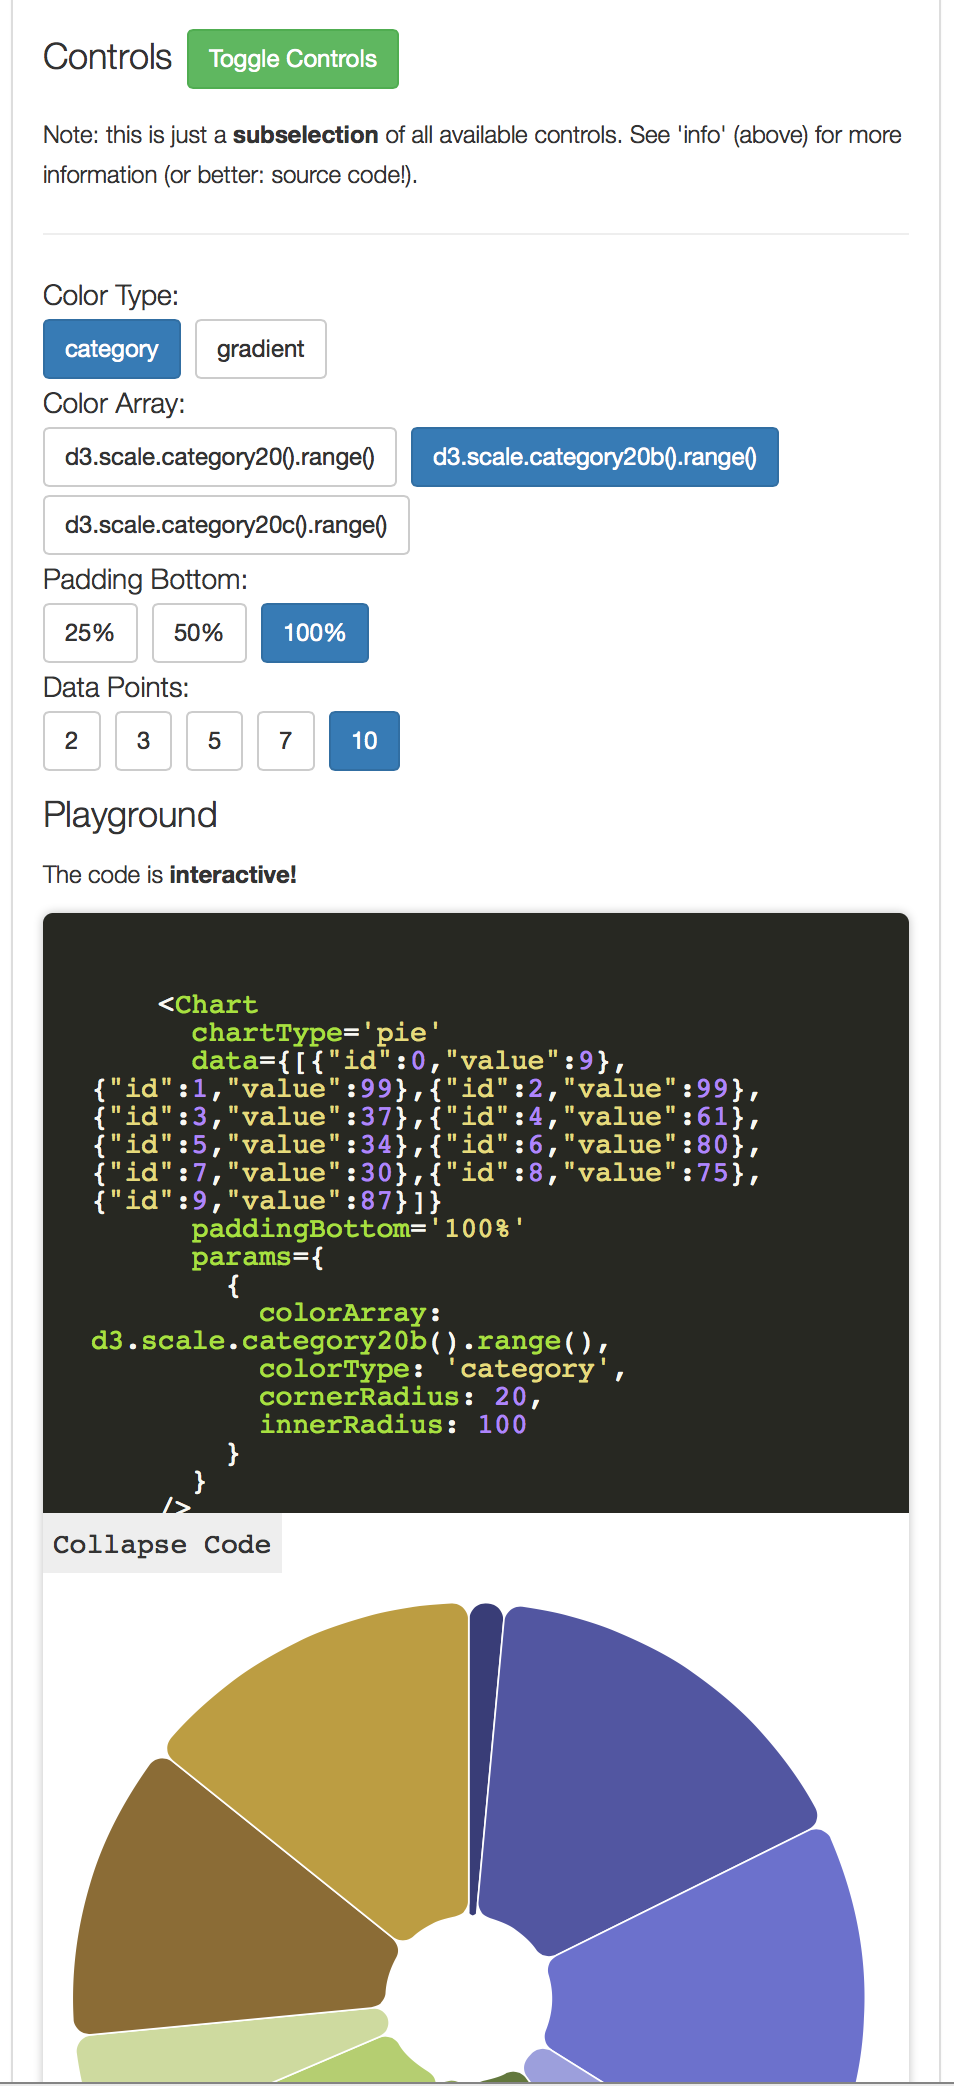 Controls Toggle Controls
Note: this is just a subselection of all available controls. See 'info' (above) for more
information (or better: source code!).
Color Type:
category gradient
Color Array:
d3.scale.category20().range() d3.scale.category20b().range()
d3.scale.category20c().range()
Padding Bottom:
25% 50% 100%
Data Points:
2 3 5 7 10
Playground
The code is interactive!
<Chart
chartType='pie'
data={[{"id":0,"value":9},
{"id":1,"value":99},{"id":2,"value":99},
{"id":3,"value":37},{"id":4,"value":61},
{"id":5,"value":34},{"id":6,"value":80},
{"id":7,"value":30},{"id":8,"value":75},
{"id":9,"value":87}]}
paddingBottom='100%'
params={
{
colorArray:
d3.scale.category20b().range(),
colorType: 'category',
cornerRadius: 20,
innerRadius: 100
}
}
/>
Collapse Code